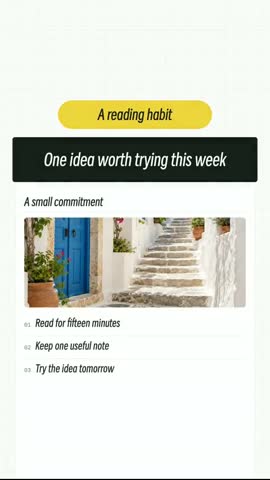 A reading habit
One idea worth trying this week
A small commitment
01 Read for fifteen minutes
02 Keep one useful note
03 Try the idea tomorrow